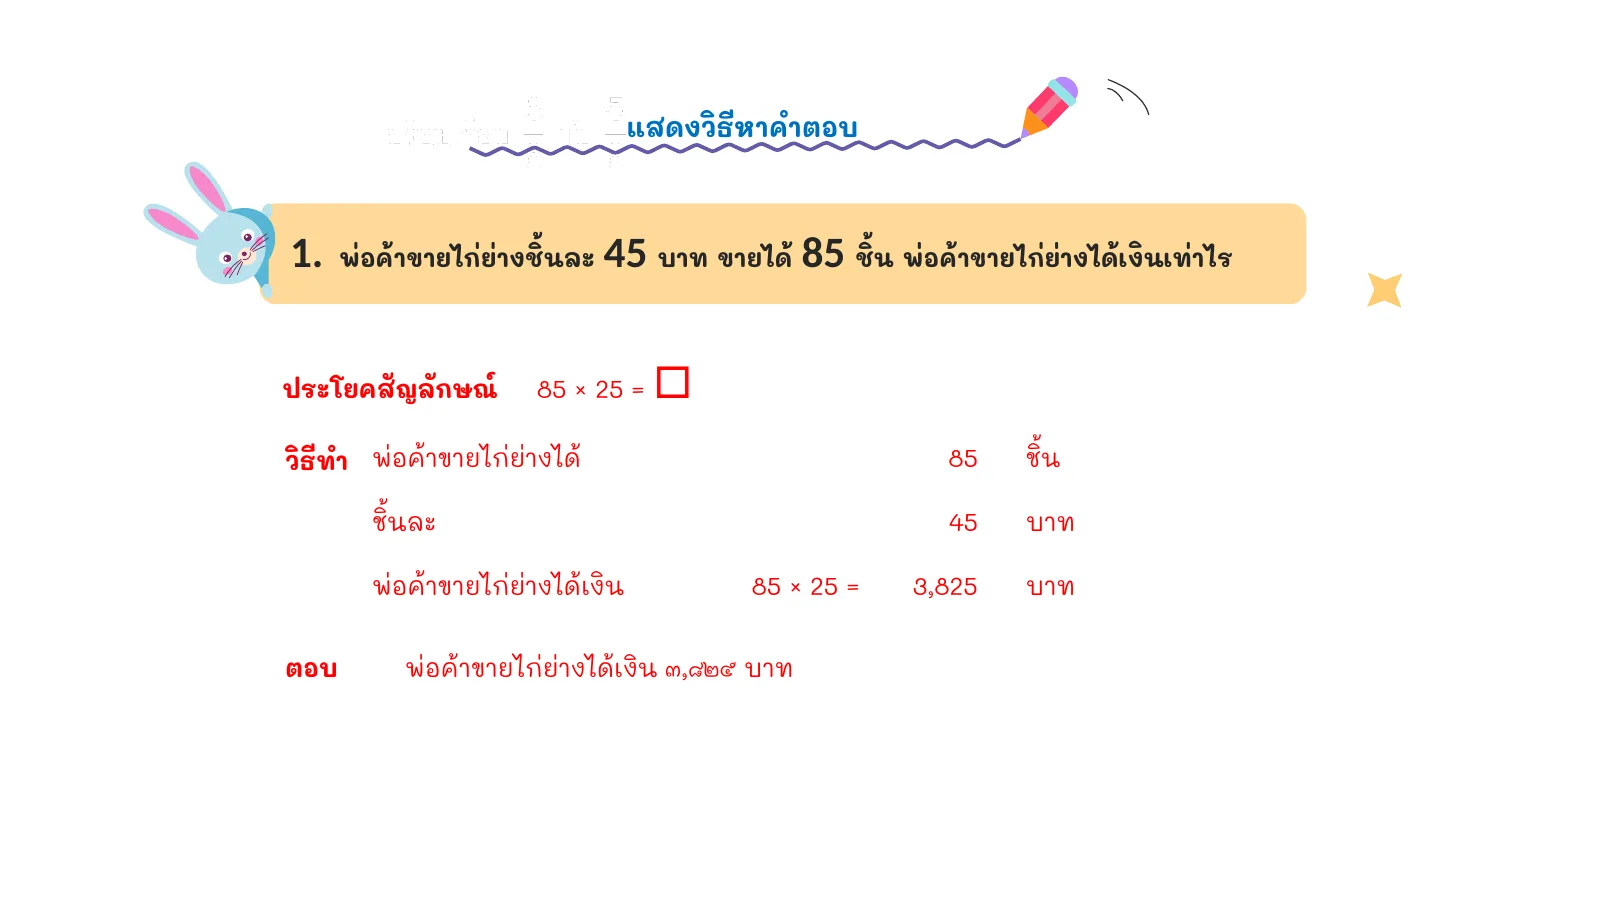 แสดงวิธีหาคำตอบ
1. พ่อค้าขายไก่ย่างชิ้นละ 45 บาท ขายได้ 85 ชิ้น พ่อค้าขายไก่ย่างได้เงินเท่าไร
ประโยคสัญลักษณ์ 85 × 25 = □
วิธีทำ พ่อค้าขายไก่ย่างได้ 85 ชิ้น
ชิ้นละ 45 บาท
พ่อค้าขายไก่ย่างได้เงิน 85 × 25 = 3,825 บาท
ตอบ พ่อค้าขายไก่ย่างได้เงิน ๓,๘๒๕ บาท